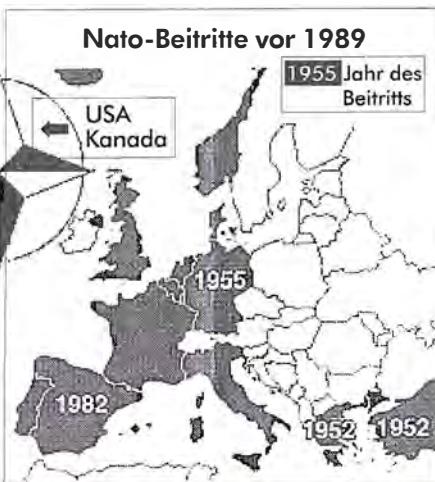 Nato-Beitritte vor 1989
1955 Jahr des
Beitritts
USA
Kanada
1955
1982
1952
1952